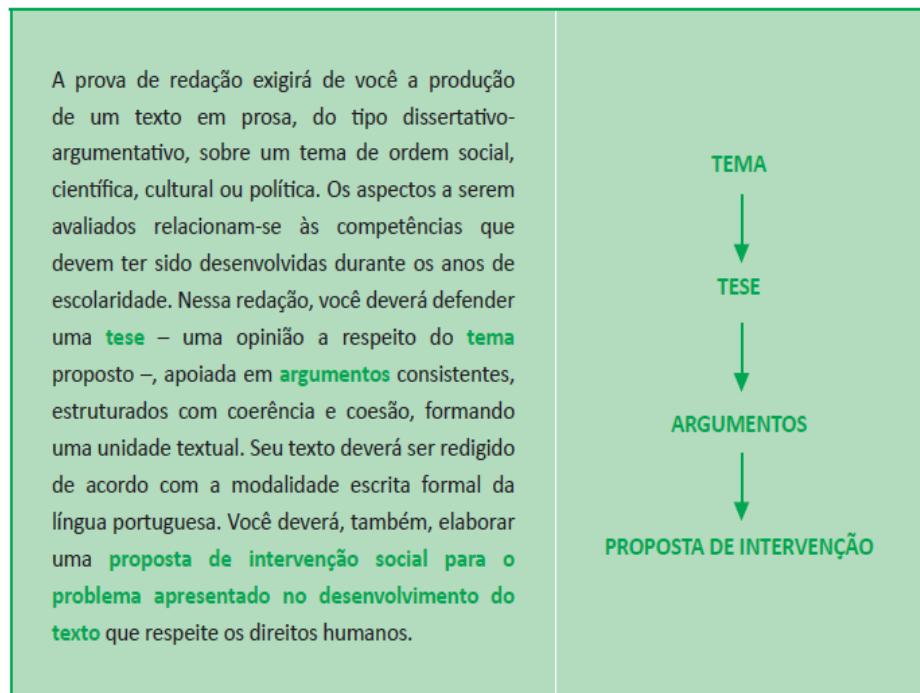 A prova de redação exigirá de você a produção
de um texto em prosa, do tipo dissertativo-
argumentativo, sobre um tema de ordem social,
científica, cultural ou política. Os aspectos a serem
avaliados relacionam-se às competências que
devem ter sido desenvolvidas durante os anos de
escolaridade. Nessa redação, você deverá defender
uma tese – uma opinião a respeito do tema
proposto –, apoiada em argumentos consistentes,
estruturados com coerência e coesão, formando
uma unidade textual. Seu texto deverá ser redigido
de acordo com a modalidade escrita formal da
língua portuguesa. Você deverá, também, elaborar
uma proposta de intervenção social para o
problema apresentado no desenvolvimento do
texto que respeite os direitos humanos.
TEMA
TESE
ARGUMENTOS
PROPOSTA DE INTERVENÇÃO